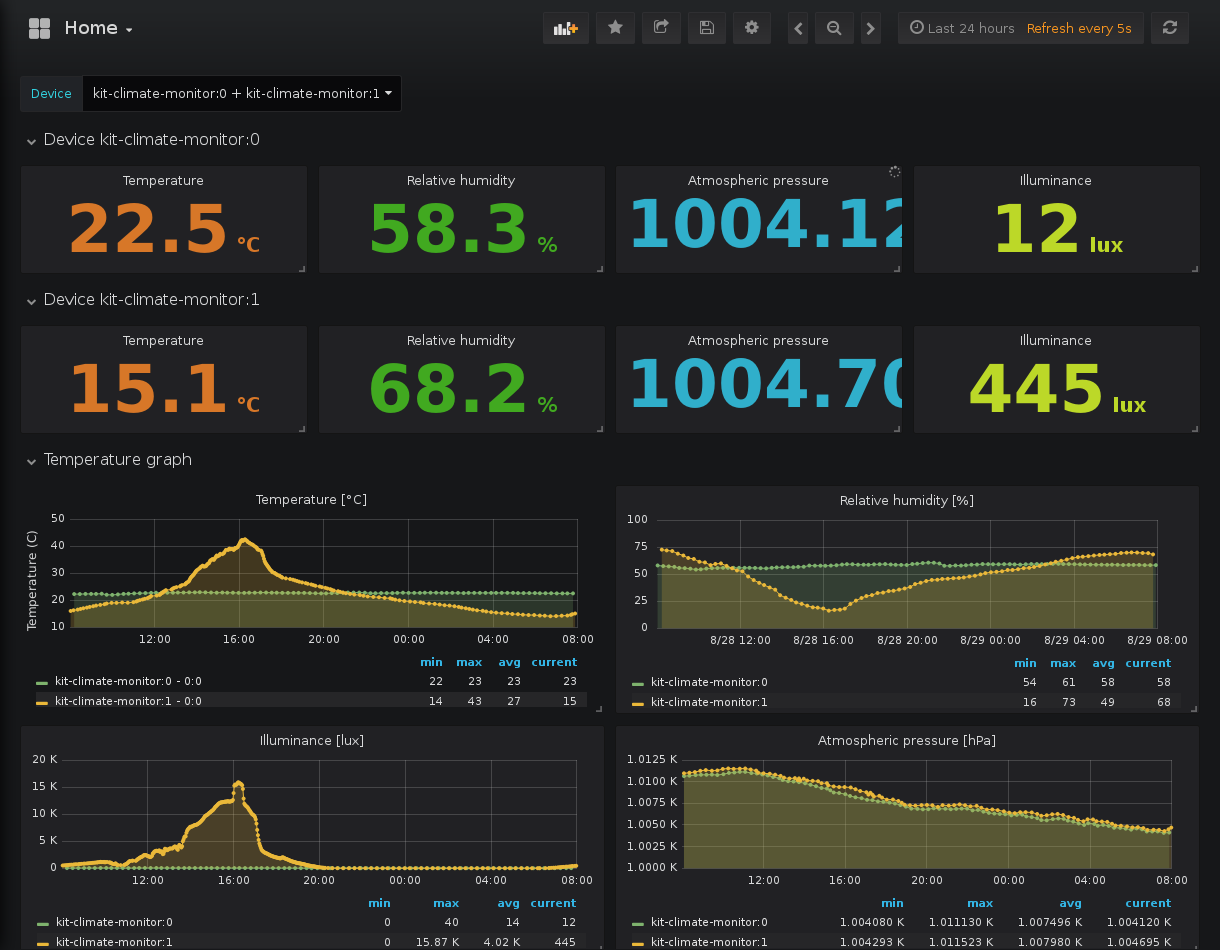 Home
Last 24 hours Refresh every 5s
Device kit-climate-monitor:0 + kit-climate-monitor:1
Device kit-climate-monitor:0
Temperature Relative humidity Atmospheric pressure Illuminance
22.5 °C 58.3 % 1004.12 12 lux
Device kit-climate-monitor:1
Temperature Relative humidity Atmospheric pressure Illuminance
15.1 °C 68.2 % 1004.70 445 lux
Temperature graph
Temperature [°C]
Temperature (C)
50
40
30
20
10
12:00 16:00 20:00 00:00 04:00 08:00
min max avg current
kit-climate-monitor:0 - 0:0 22 23 23 23
kit-climate-monitor:1 - 0:0 14 43 27 15
Relative humidity [%]
100
75
50
25
0
8/28 12:00 8/28 16:00 8/28 20:00 8/29 00:00 8/29 04:00 8/29 08:00
min max avg current
kit-climate-monitor:0 54 61 58 58
kit-climate-monitor:1 16 73 49 68
Illuminance [lux]
20 K
15 K
10 K
5 K
0
12:00 16:00 20:00 00:00 04:00 08:00
min max avg current
kit-climate-monitor:0 0 40 14 12
kit-climate-monitor:1 0 15.87 K 4.02 K 445
Atmospheric pressure [hPa]
1.0125 K
1.0100 K
1.0075 K
1.0050 K
1.0025 K
1.0000 K
12:00 16:00 20:00 00:00 04:00 08:00
min max avg current
kit-climate-monitor:0 1.004080 K 1.011130 K 1.007496 K 1.004120 K
kit-climate-monitor:1 1.004293 K 1.011523 K 1.007980 K 1.004695 K